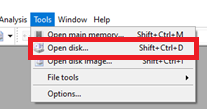 Analysis Tools Window Help
Open main memory... Shift+Ctrl+M
Open disk... Shift+Ctrl+D
Open disk image... Shift+Ctrl+I
File tools
Options...